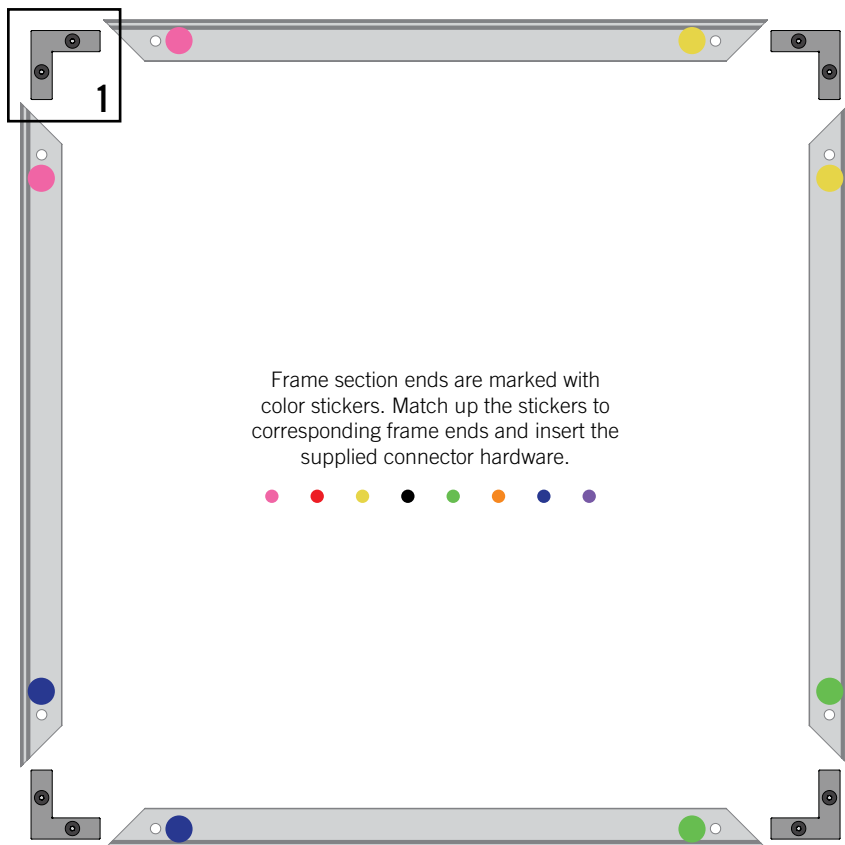 1
Frame section ends are marked with
color stickers. Match up the stickers to
corresponding frame ends and insert the
supplied connector hardware.